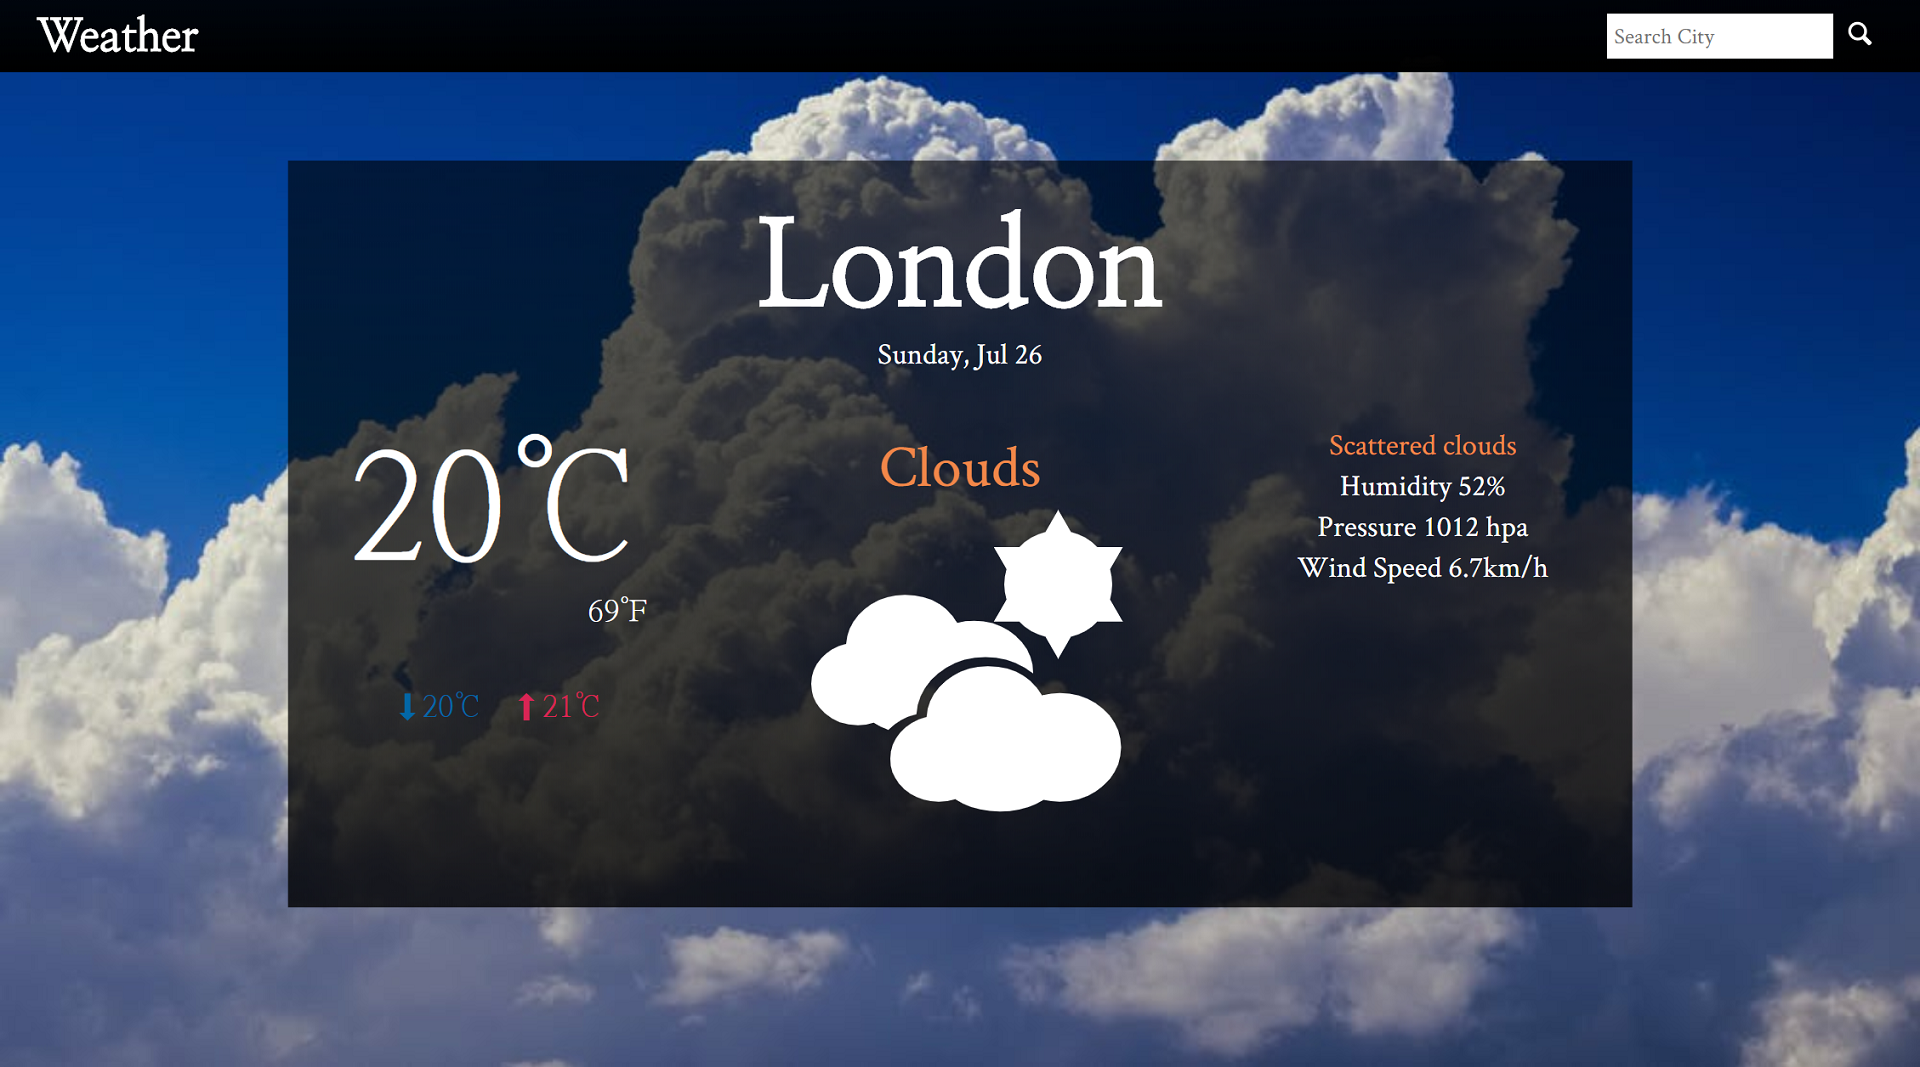 Weather
Search City
London
Sunday, Jul 26
20°C
69°F
20°C 21°C
Clouds
Scattered clouds
Humidity 52%
Pressure 1012 hpa
Wind Speed 6.7km/h